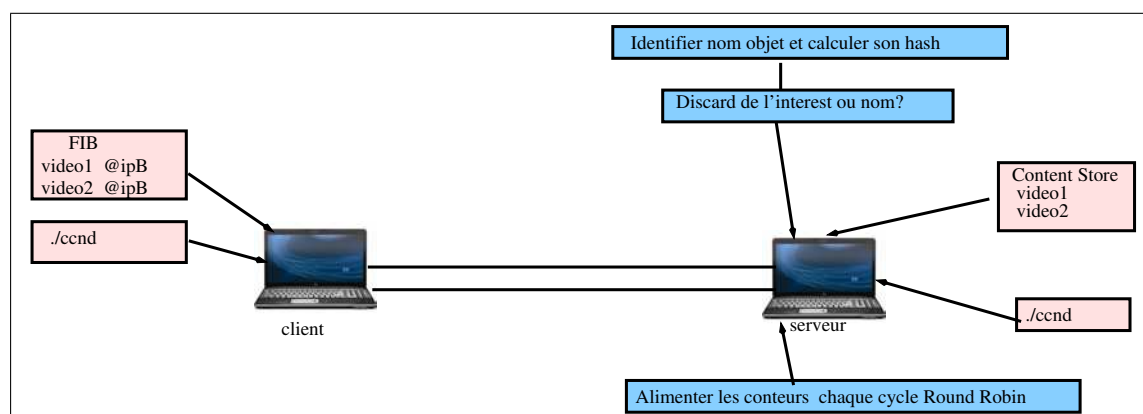 Identifier nom objet et calculer son hash
Discard de l'interest ou nom?
FIB
video1 @ipB
video2 @ipB
./ccnd
Content Store
video1
video2
client
serveur
./ccnd
Alimenter les conteurs chaque cycle Round Robin